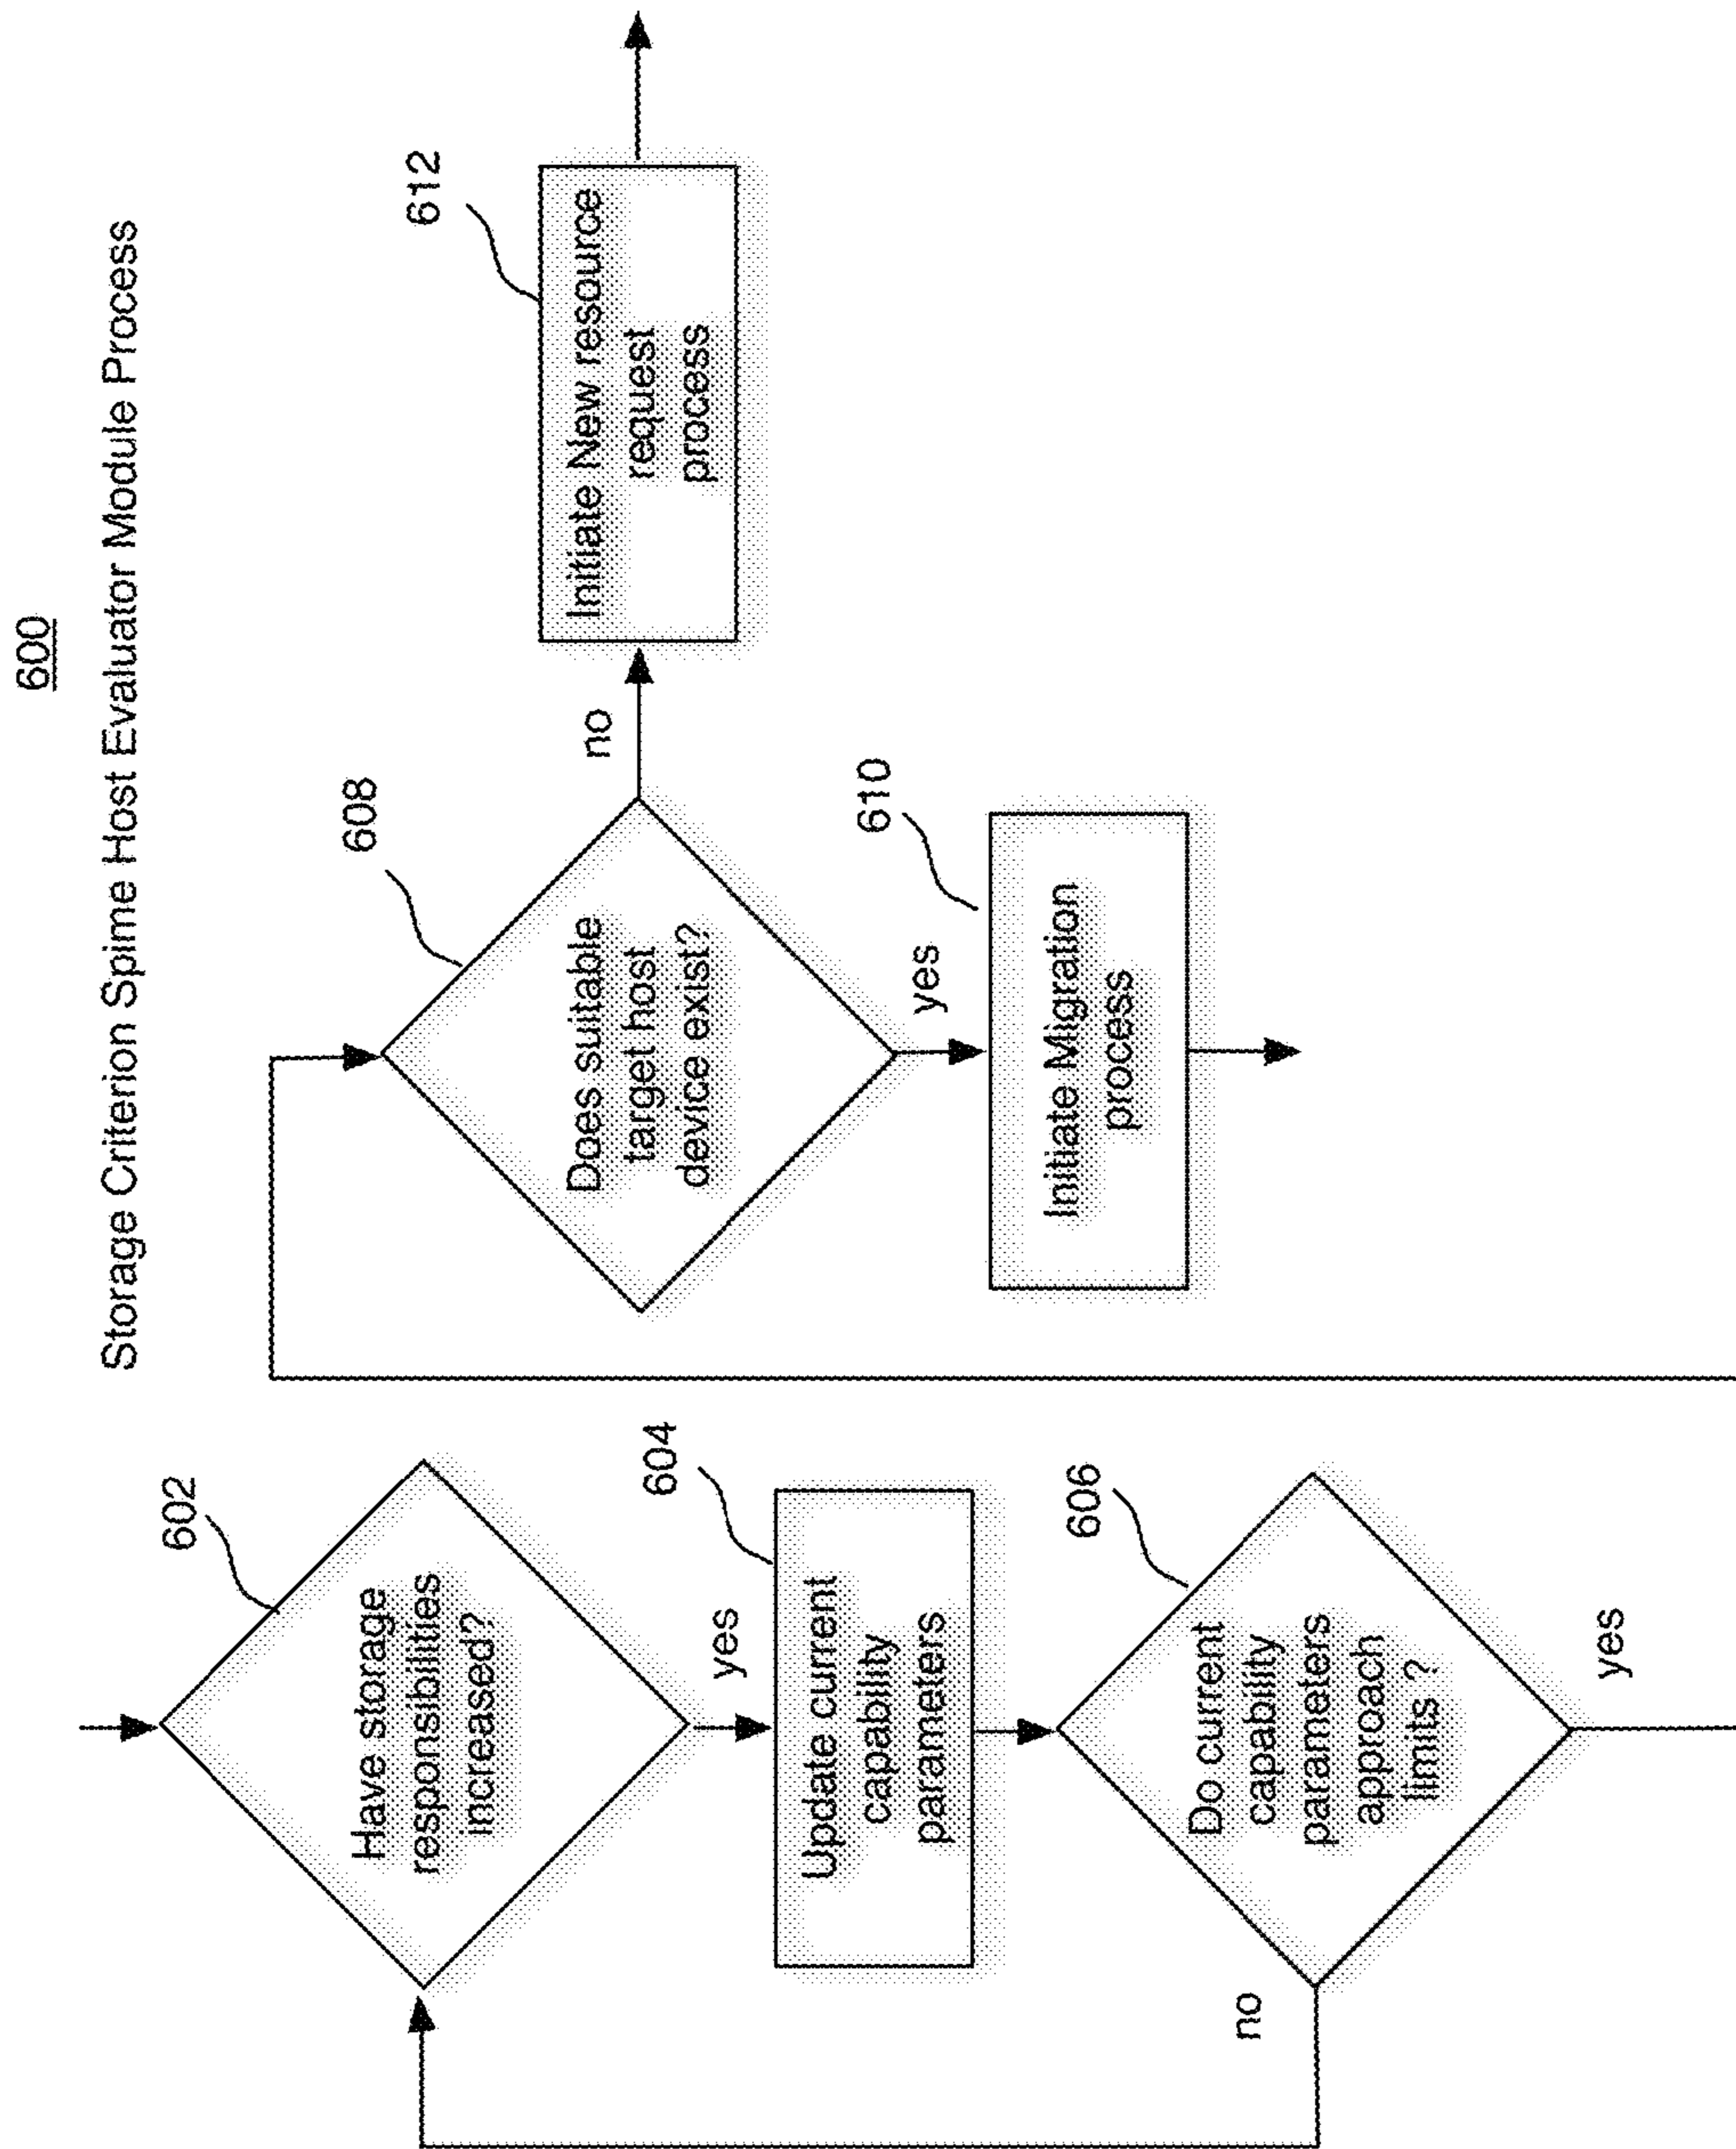 600
Storage Criterion Spime Host Evaluator Module Process
602
Have storage
responsibilities
increased?
yes
604
Update current
capability
parameters
606
Do current
capability
parameters
approach
limits ?
no
yes
608
Does suitable
target host
device exist?
no
yes
610
Initiate Migration
process
612
Initiate New resource
request
process